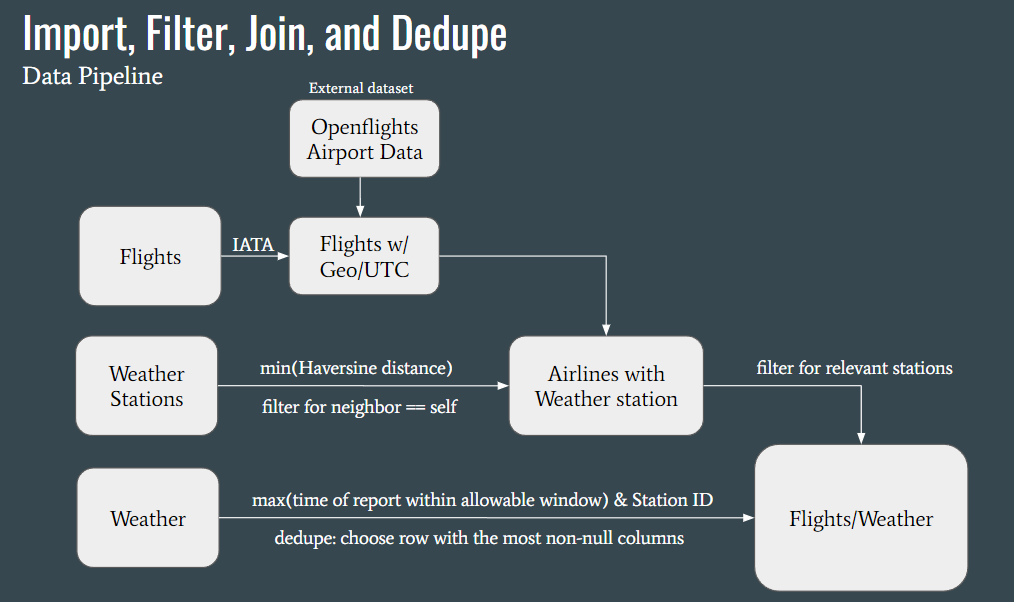 Import, Filter, Join, and Dedupe
Data Pipeline
External dataset
Openflights
Airport Data
Flights
IATA
Flights w/
Geo/UTC
Weather
Stations
min(Haversine distance)
filter for neighbor == self
Airlines with
Weather station
filter for relevant stations
Weather
max(time of report within allowable window) & Station ID
dedupe: choose row with the most non-null columns
Flights/Weather